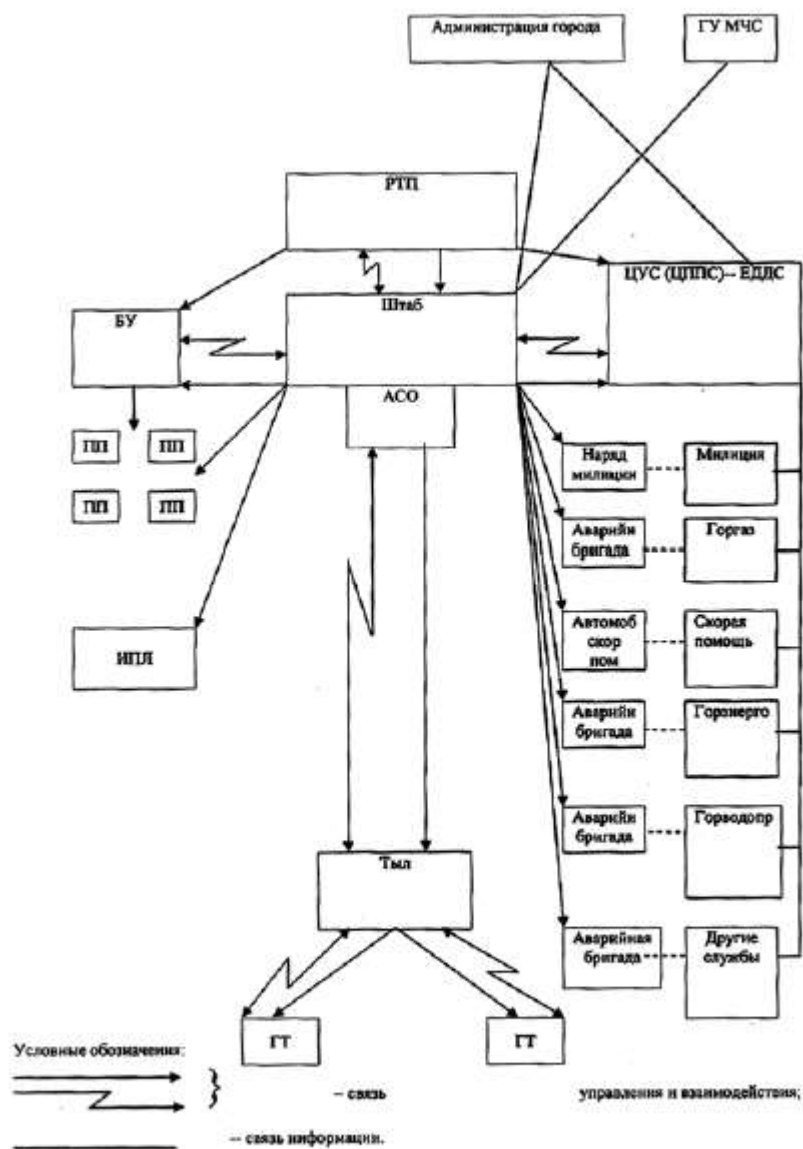 Администрация города
ГУ МЧС
РТП
ЦУС (ЦППС)-- ЕДДС
Штаб
БУ
АСО
ПП
ПП
ПП
ПП
Наряд
милиции
Милиция
Аварийн
бригада
Горгаз
Автомоб
скор
пом
Скорая
помощь
ИПЛ
Аварийн
бригада
Горэнерго
Аварийн
бригада
Горводопр
Тыл
Аварийная
бригада
Другие
службы
ГТ
ГТ
Условные обозначения:
-- связь управления и взаимодействия;
-- связь информации.